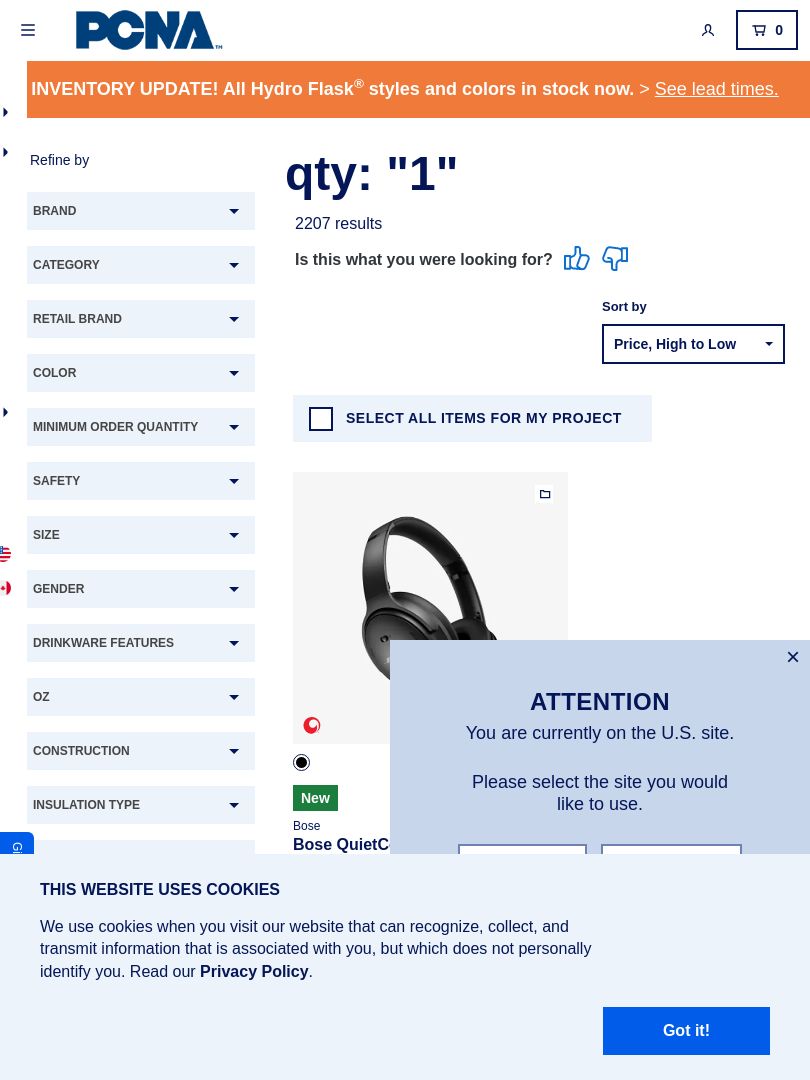 PCNA™
0
INVENTORY UPDATE! All Hydro Flask® styles and colors in stock now. > See lead times.
Refine by
BRAND
CATEGORY
RETAIL BRAND
COLOR
MINIMUM ORDER QUANTITY
SAFETY
SIZE
GENDER
DRINKWARE FEATURES
OZ
CONSTRUCTION
INSULATION TYPE
qty: "1"
2207 results
Is this what you were looking for?
Sort by
Price, High to Low
SELECT ALL ITEMS FOR MY PROJECT
New
Bose
Bose
ATTENTION
You are currently on the U.S. site.
Please select the site you would
like to use.
THIS WEBSITE USES COOKIES
We use cookies when you visit our website that can recognize, collect, and
transmit information that is associated with you, but which does not personally
identify you. Read our Privacy Policy.
Got it!